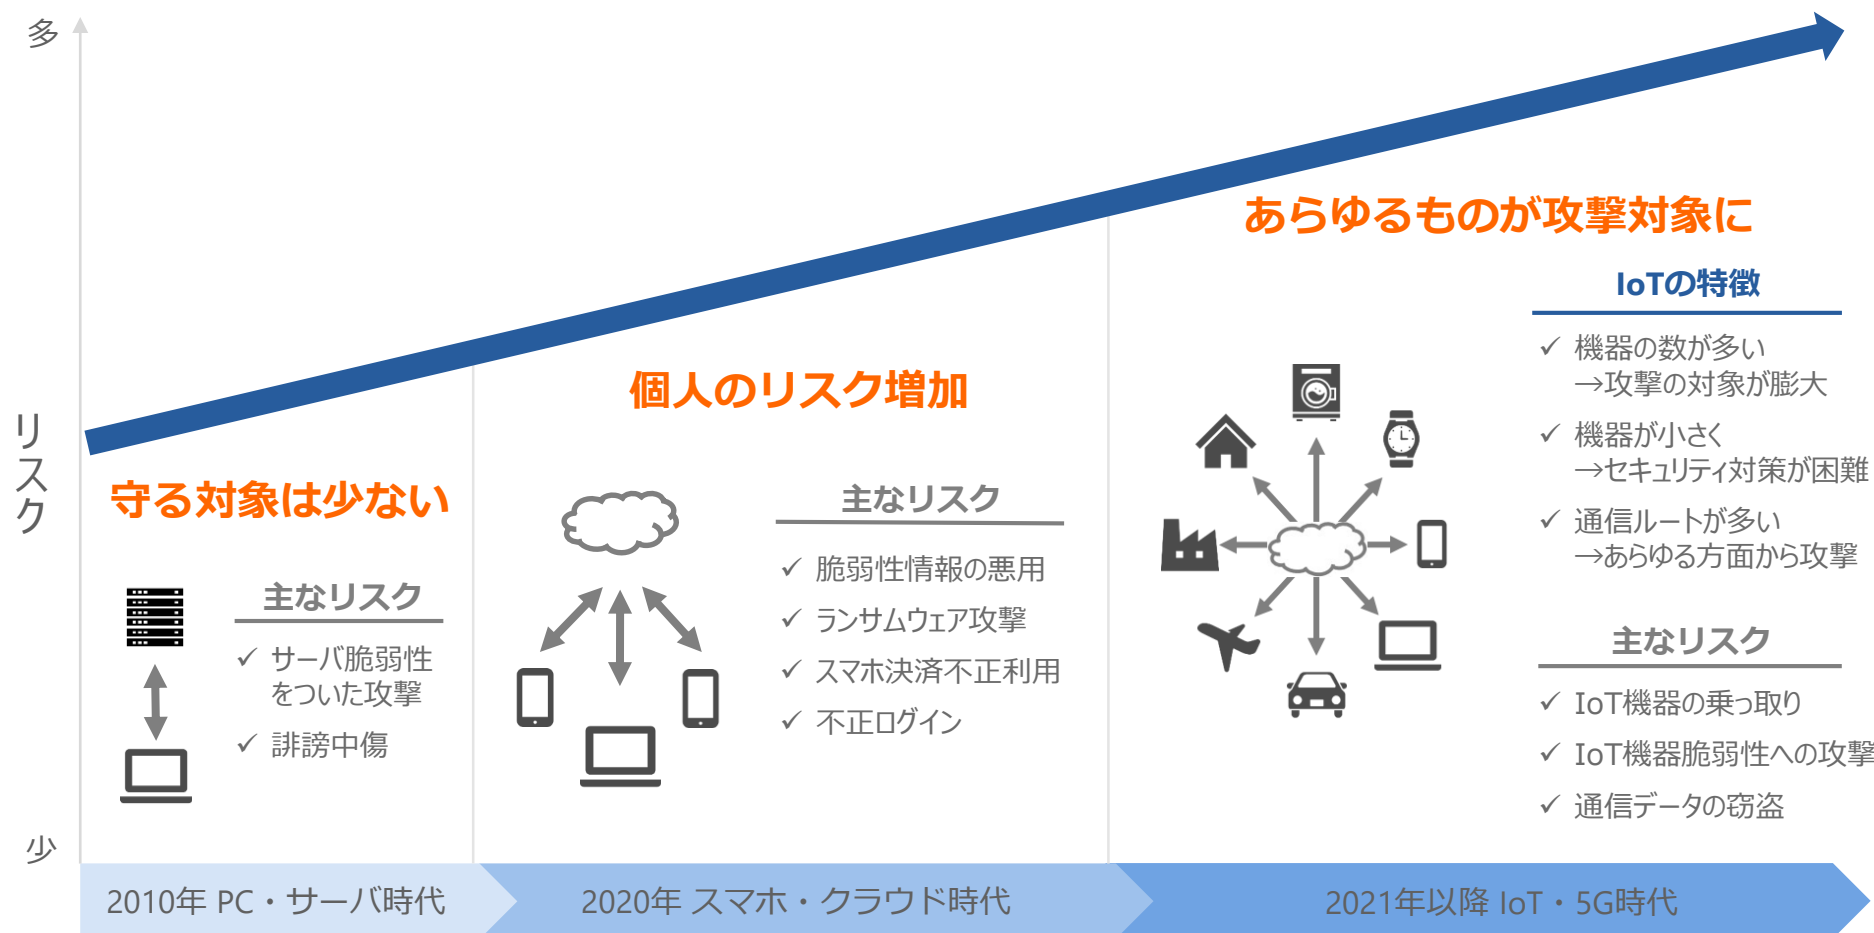 多
リスク
少
守る対象は少ない
主なリスク
✓ サーバ脆弱性
をついた攻撃
✓ 誹謗中傷
個人のリスク増加
主なリスク
✓ 脆弱性情報の悪用
✓ ランサムウェア攻撃
✓ スマホ決済不正利用
✓ 不正ログイン
あらゆるものが攻撃対象に
IoTの特徴
✓ 機器の数が多い
→攻撃の対象が膨大
✓ 機器が小さく
→セキュリティ対策が困難
✓ 通信ルートが多い
→あらゆる方面から攻撃
主なリスク
✓ IoT機器の乗っ取り
✓ IoT機器脆弱性への攻撃
✓ 通信データの窃盗
2010年 PC・サーバ時代
2020年 スマホ・クラウド時代
2021年以降 IoT・5G時代